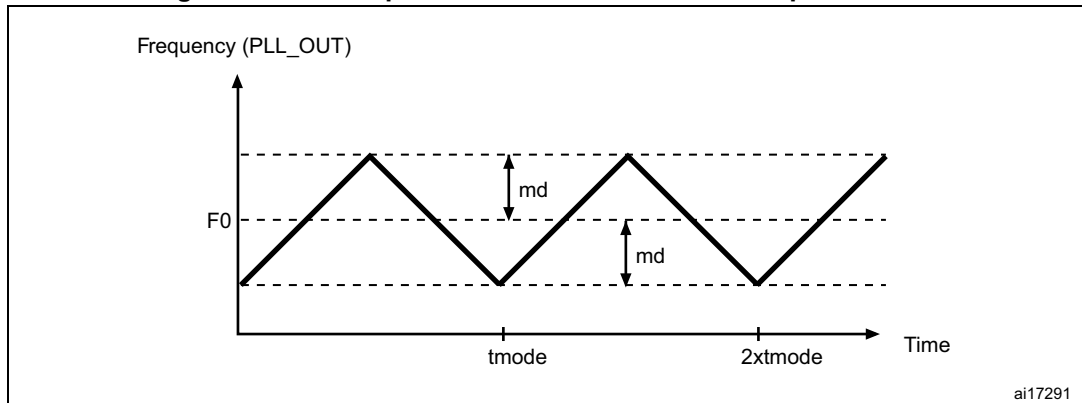 Frequency (PLL_OUT)
md
F0
md
tmode
2xtmode
Time
ai17291